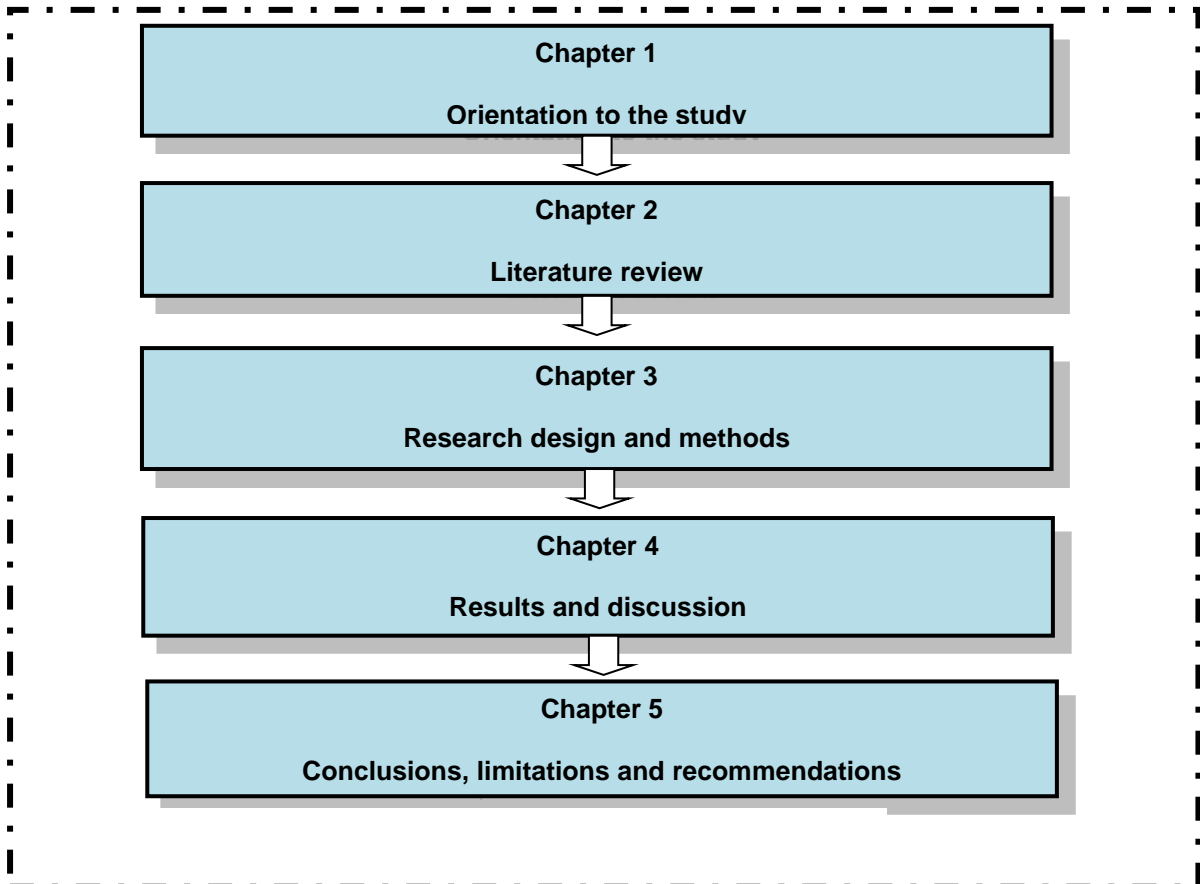 Chapter 1
Orientation to the study
Chapter 2
Literature review
Chapter 3
Research design and methods
Chapter 4
Results and discussion
Chapter 5
Conclusions, limitations and recommendations